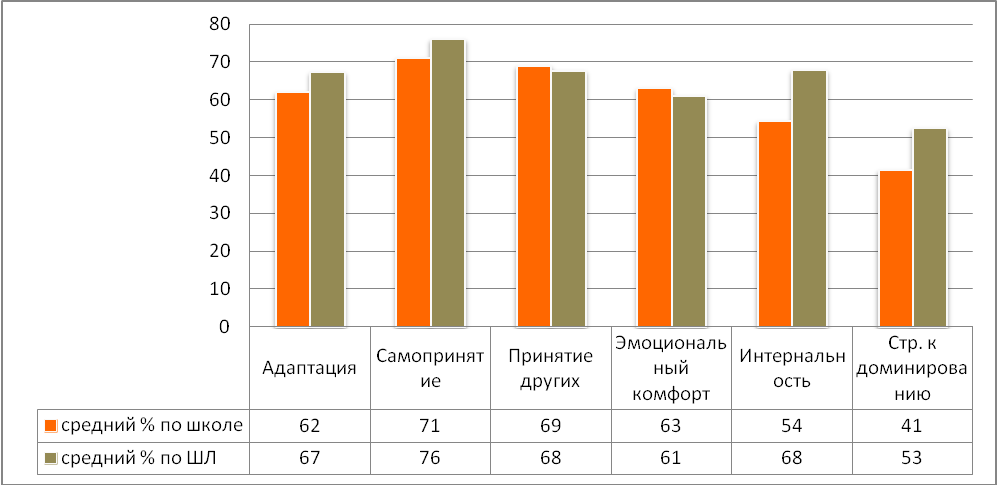 80
70
60
50
40
30
20
10
0
Адаптация
Самопринят
ие
Принятие
других
Эмоциональ
ный
комфорт
Интернальн
ость
Стр. к
доминирова
нию
средний % по школе 62 71 69 63 54 41
средний % по ШЛ 67 76 68 61 68 53